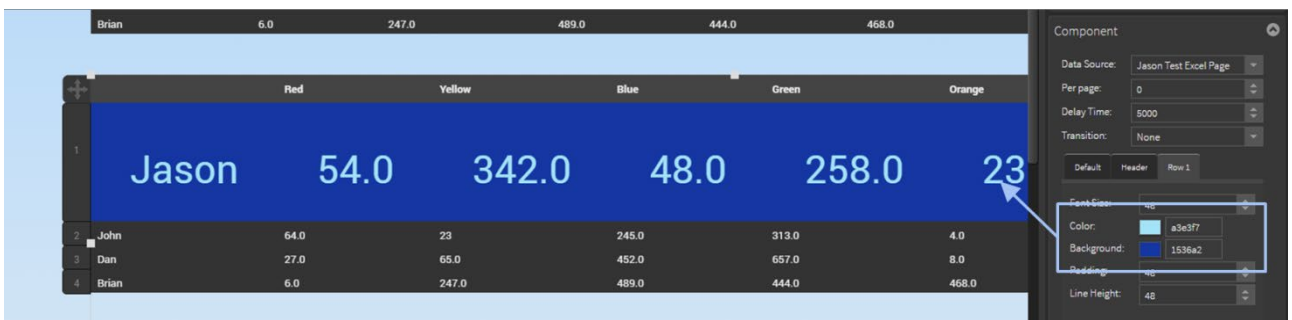 Brian 6.0 247.0 489.0 444.0 468.0
Red Yellow Blue Green Orange
1 Jason 54.0 342.0 48.0 258.0 23
2 John 64.0 23 245.0 313.0 4.0
3 Dan 27.0 65.0 452.0 657.0 8.0
4 Brian 6.0 247.0 489.0 444.0 468.0
Component
Data Source: Jason Test Excel Page
Per page: 0
Delay Time: 5000
Transition: None
Default Header Row 1
Font Size: 48
Color: a3e3f7
Background: 1536a2
Padding: 48
Line Height: 48